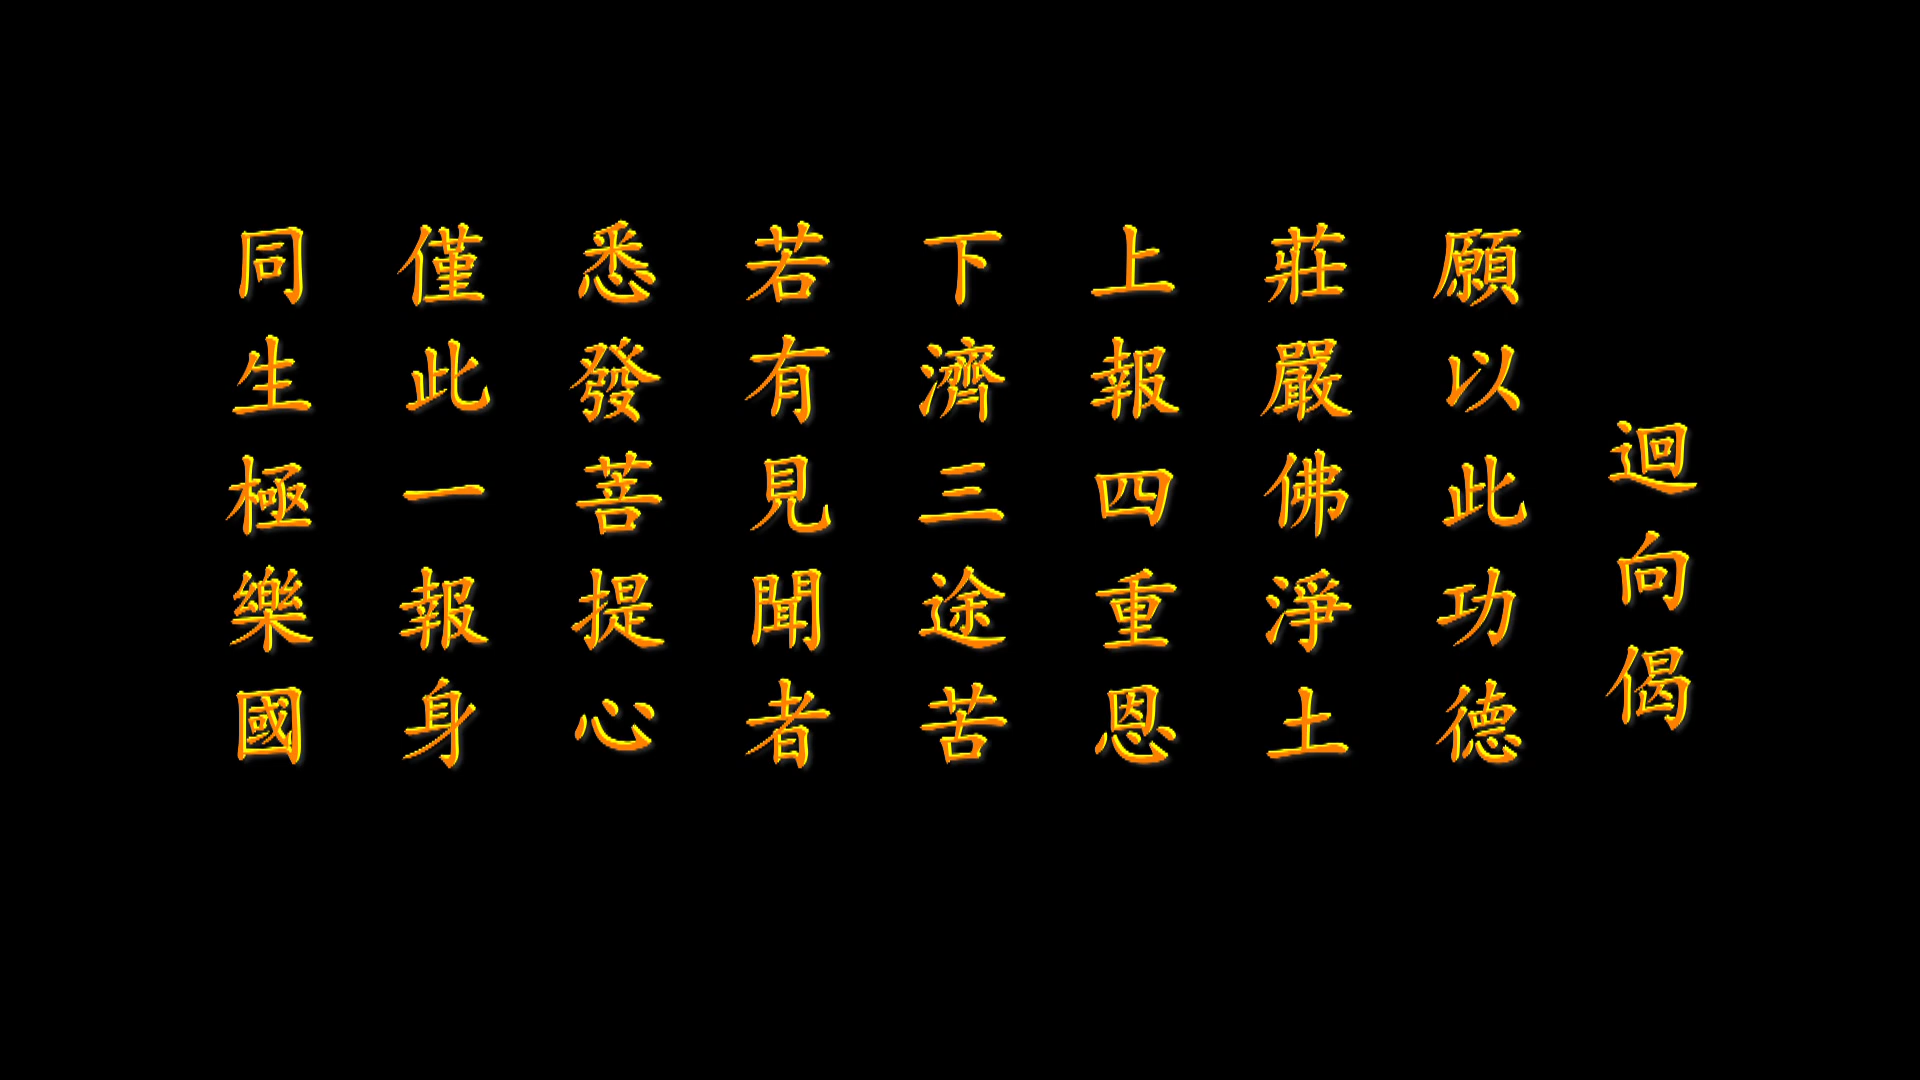 迴向偈
願以此功德
莊嚴佛淨土
上報四重恩
下濟三途苦
若有見聞者
悉發菩提心
僅此一報身
同生極樂國